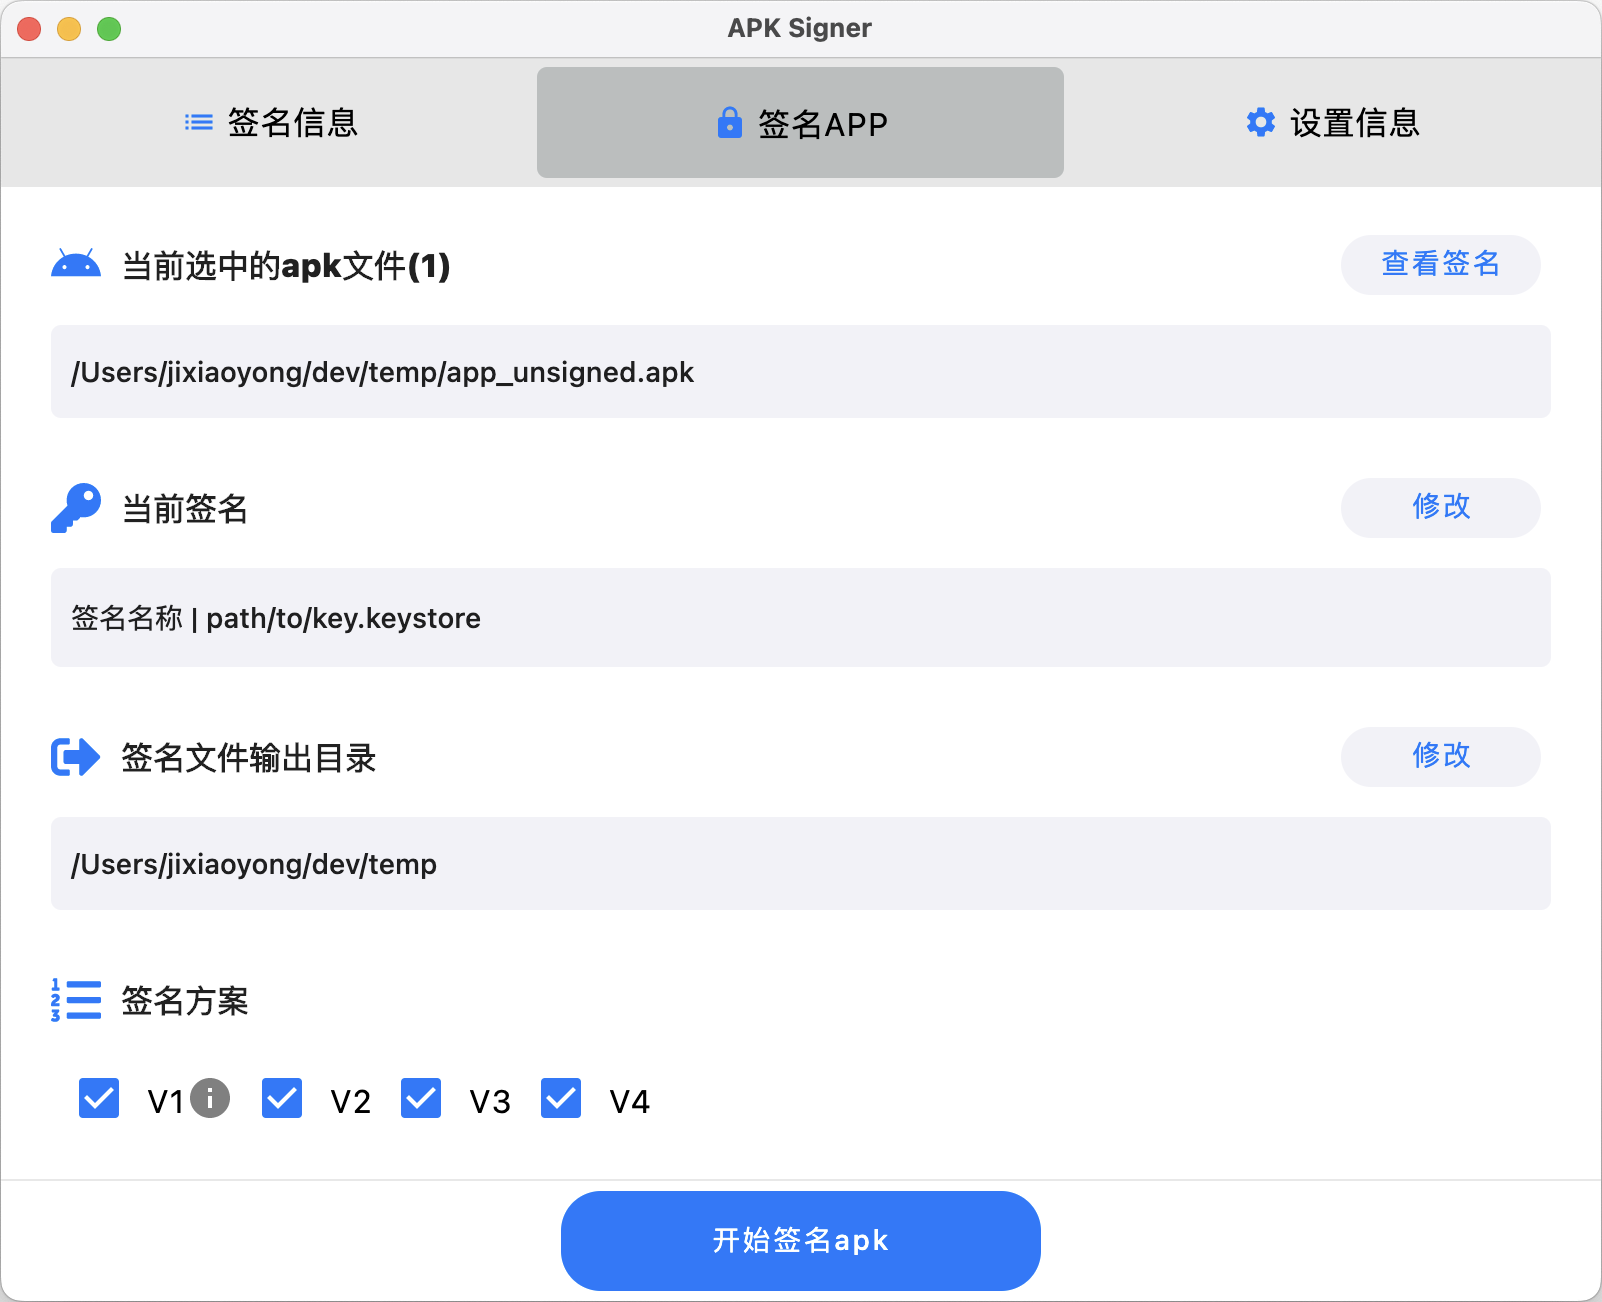 APK Signer
签名信息
签名APP
设置信息
当前选中的apk文件(1)
查看签名
/Users/jixiaoyong/dev/temp/app_unsigned.apk
当前签名
修改
签名名称 | path/to/key.keystore
签名文件输出目录
修改
/Users/jixiaoyong/dev/temp
签名方案
V1 V2 V3 V4
开始签名apk